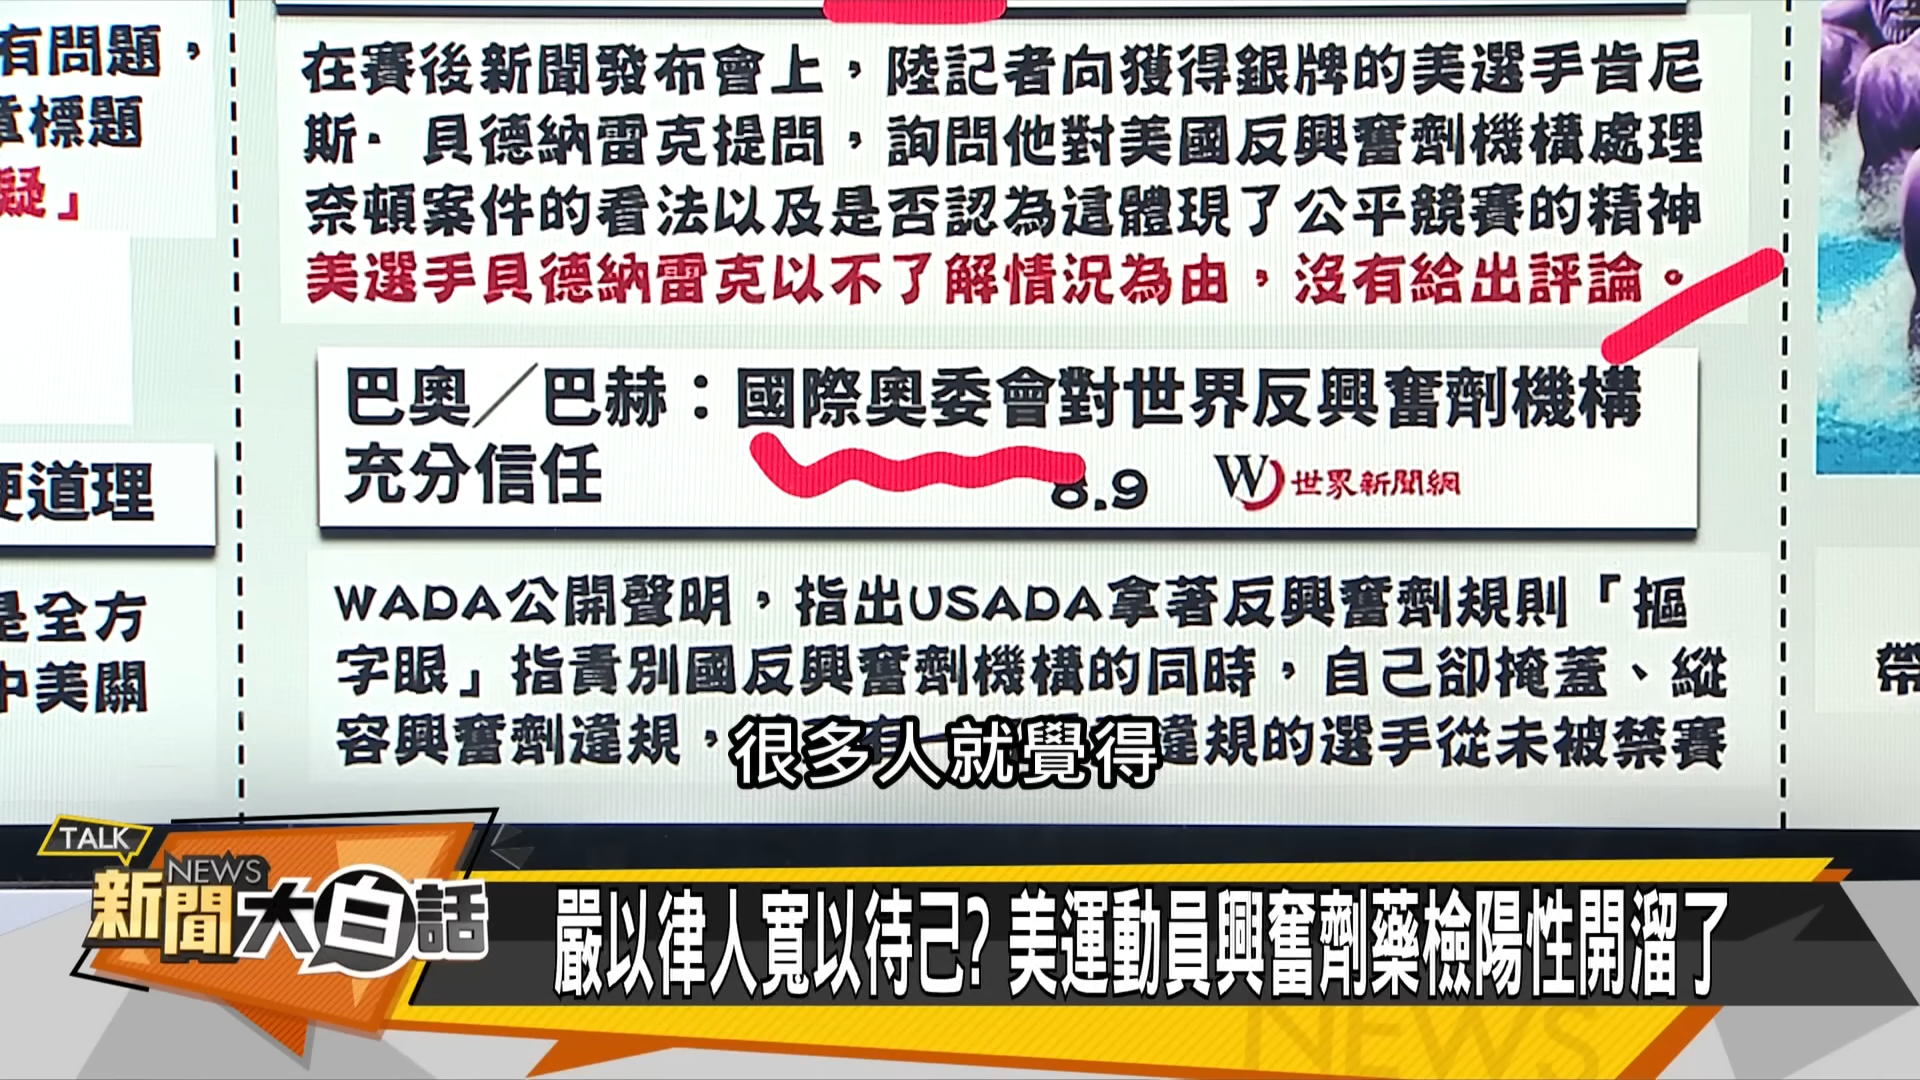 有問題，
章標題
疑」
硬道理
是全方
中美關
在賽後新聞發布會上，陸記者向獲得銀牌的美選手肯尼
斯·貝德納雷克提問，詢問他對美國反興奮劑機構處理
奈頓案件的看法以及是否認為這體現了公平競賽的精神
美選手貝德納雷克以不了解情況為由，沒有給出評論。
巴奧／巴赫：國際奧委會對世界反興奮劑機構
充分信任
8.9 W 世界新聞網
WADA公開聲明，指出USADA拿著反興奮劑規則「摳
字眼」指責別國反興奮劑機構的同時，自己卻掩蓋、縱
容興奮劑違規，有一違規的選手從未被禁賽
帶
很多人就覺得
TALK
NEWS
新聞大白話
嚴以律人寬以待己？美運動員興奮劑藥檢陽性開溜了
NEWS